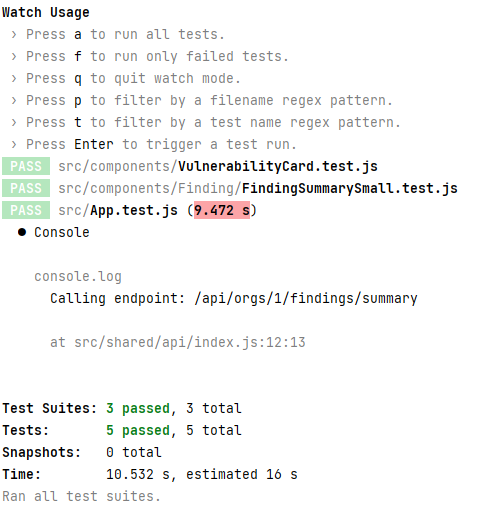 Watch Usage
› Press a to run all tests.
› Press f to run only failed tests.
› Press q to quit watch mode.
› Press p to filter by a filename regex pattern.
› Press t to filter by a test name regex pattern.
› Press Enter to trigger a test run.
PASS src/components/VulnerabilityCard.test.js
PASS src/components/Finding/FindingSummarySmall.test.js
PASS src/App.test.js (9.472 s)
● Console
console.log
Calling endpoint: /api/orgs/1/findings/summary
at src/shared/api/index.js:12:13
Test Suites: 3 passed, 3 total
Tests: 5 passed, 5 total
Snapshots: 0 total
Time: 10.532 s, estimated 16 s
Ran all test suites.